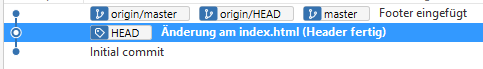 origin/master origin/HEAD master Footer eingefügt
HEAD Änderung am index.html (Header fertig)
Initial commit